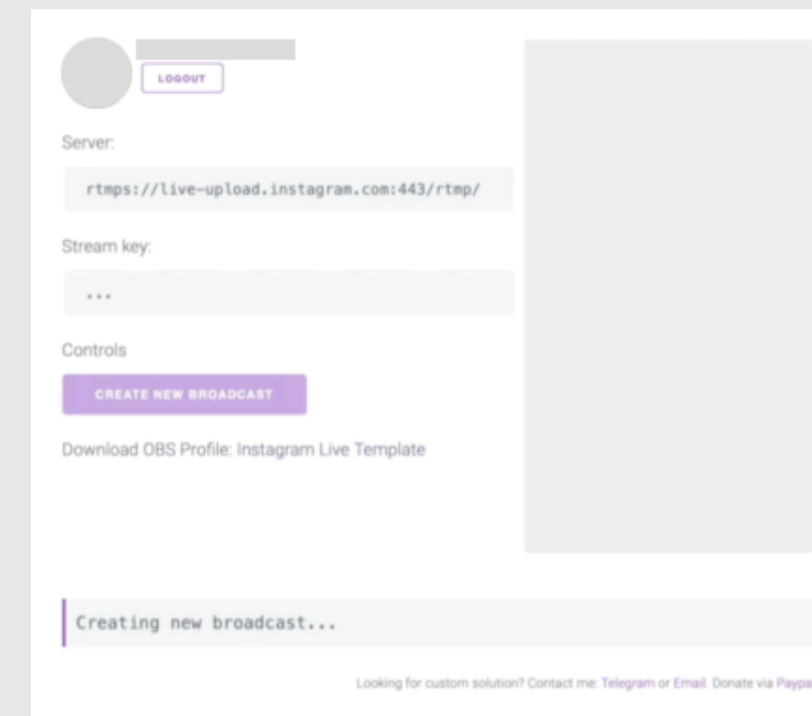 LOGOUT
Server:
rtmps://live-upload.instagram.com:443/rtmp/
Stream key:
...
Controls
CREATE NEW BROADCAST
Download OBS Profile: Instagram Live Template
Creating new broadcast...
Looking for custom solution? Contact me: Telegram or Email. Donate via Paypa